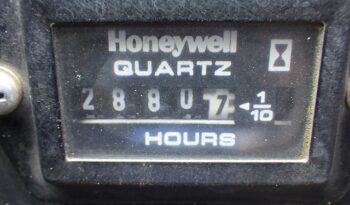 Honeywell
QUARTZ
2880 7 ◄ 1/10
HOURS